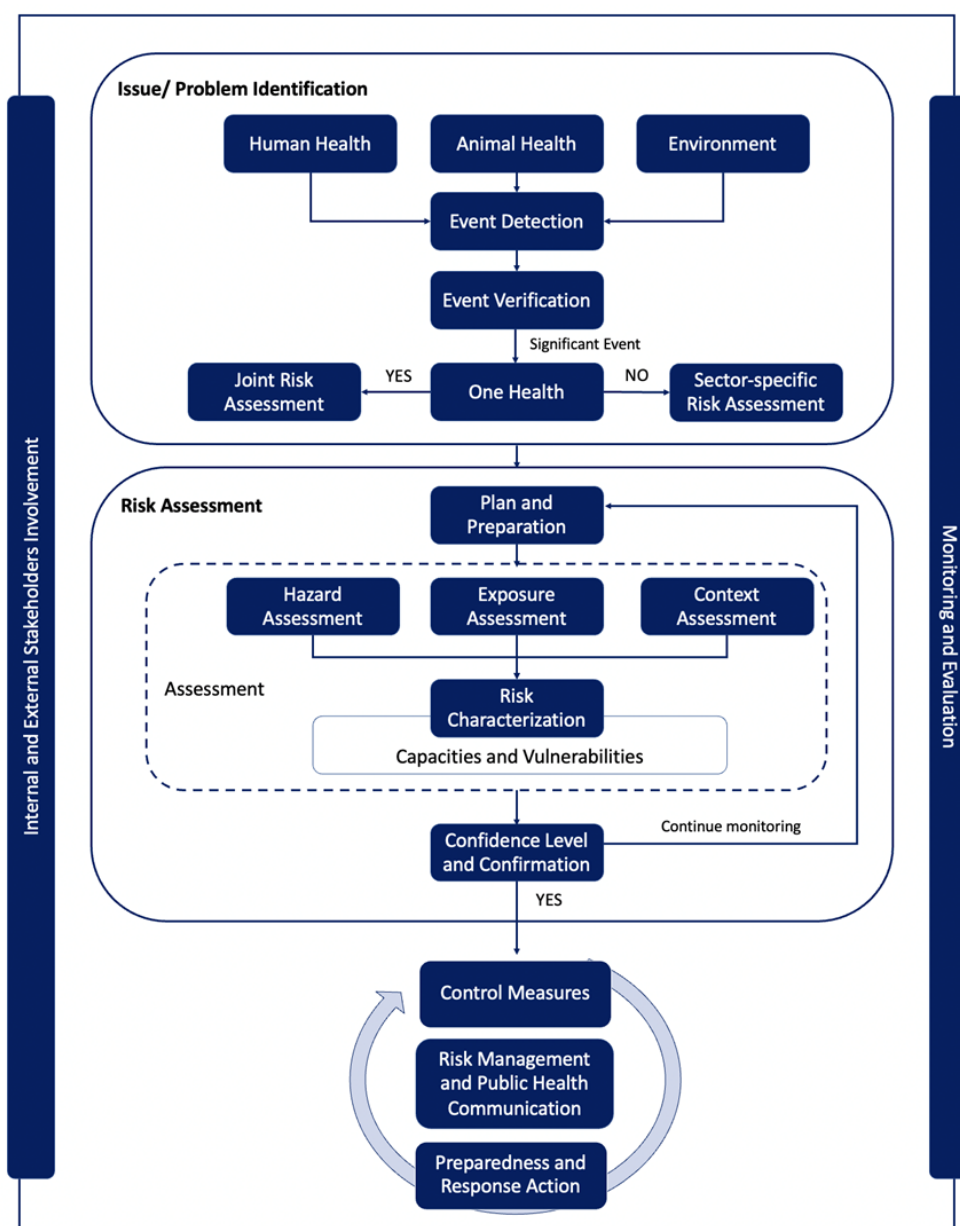 Issue/ Problem Identification
Human Health
Animal Health
Environment
Event Detection
Event Verification
Significant Event
Joint Risk
Assessment
YES
One Health
NO
Sector-specific
Risk Assessment
Risk Assessment
Plan and
Preparation
Hazard
Assessment
Exposure
Assessment
Context
Assessment
Assessment
Risk
Characterization
Capacities and Vulnerabilities
Confidence Level
and Confirmation
Continue monitoring
YES
Control Measures
Risk Management
and Public Health
Communication
Preparedness and
Response Action
Internal and External Stakeholders Involvement
Monitoring and Evaluation